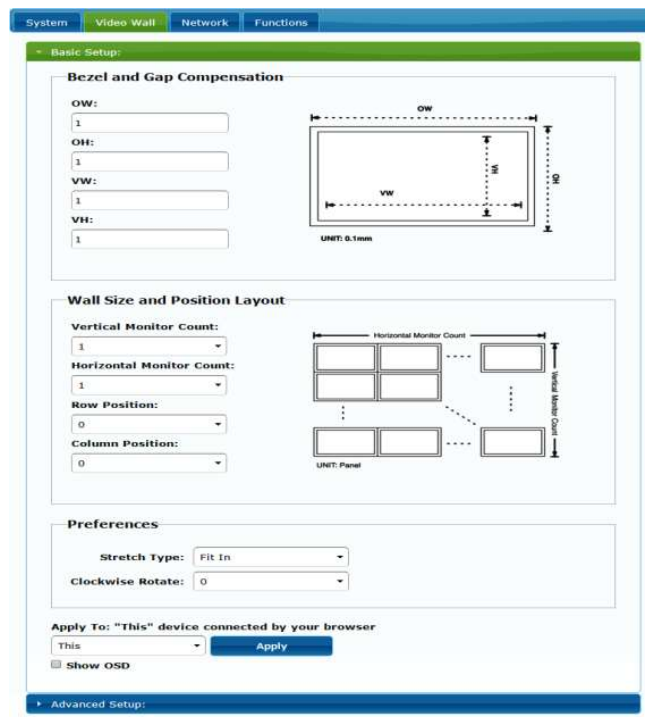 System Video Wall Network Functions
Basic Setup:
Bezel and Gap Compensation
OW:
1
OH:
1
VW:
1
VH:
1
OW
VH
OH
VW
UNIT: 0.1mm
Wall Size and Position Layout
Vertical Monitor Count:
1
Horizontal Monitor Count:
1
Row Position:
0
Column Position:
0
Horizontal Monitor Count
Vertical Monitor Count
UNIT: Panel
Preferences
Stretch Type: Fit In
Clockwise Rotate: 0
Apply To: "This" device connected by your browser
This Apply
Show OSD
Advanced Setup: